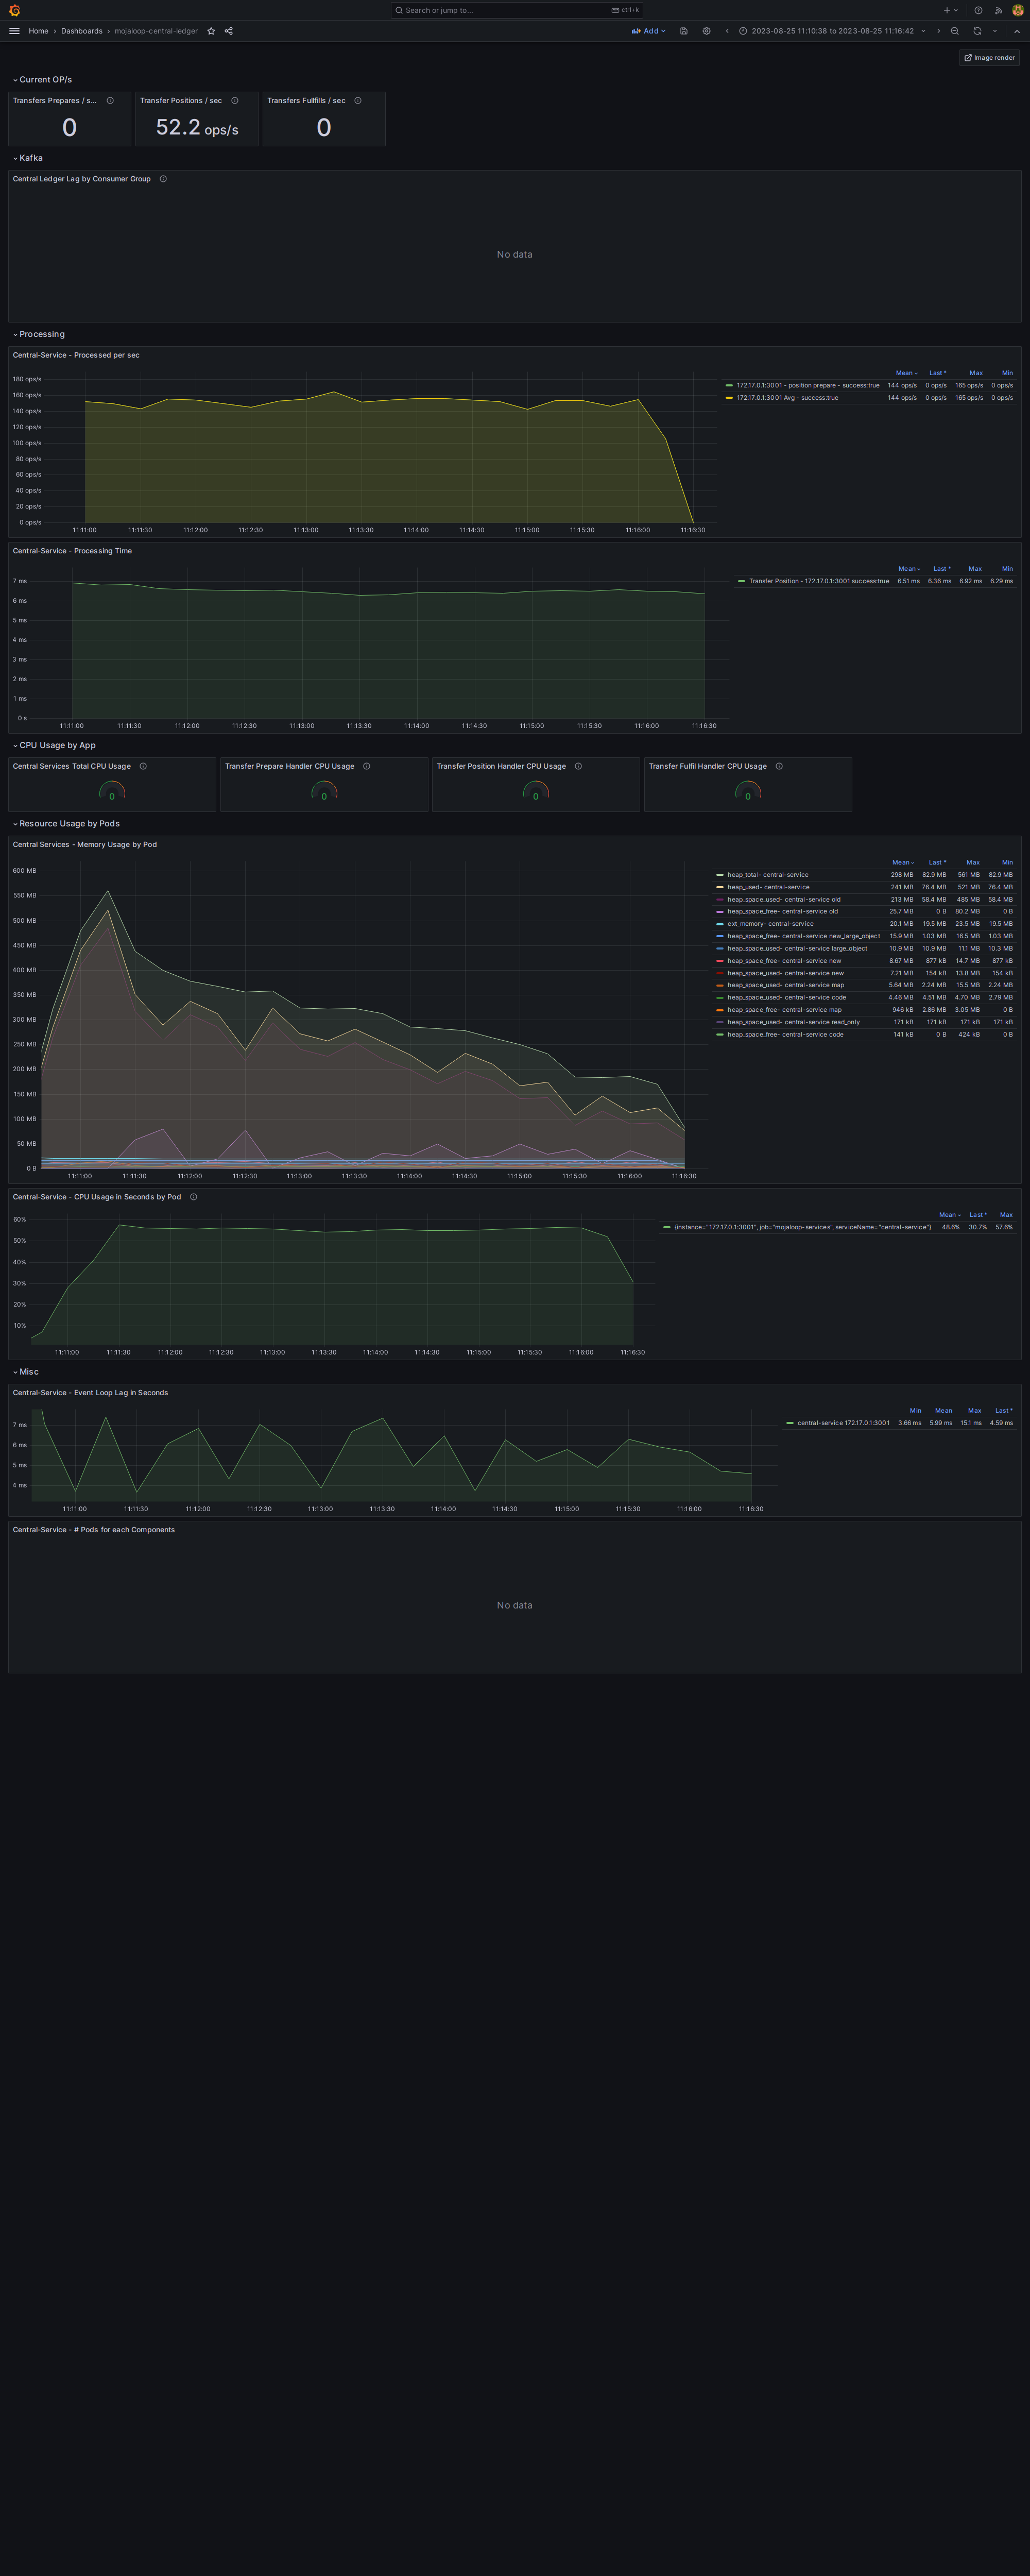 Search or jump to... ctrl+k
Home › Dashboards › mojaloop-central-ledger Add 2023-08-25 11:10:38 to 2023-08-25 11:16:42
Image render
Current OP/s
Transfers Prepares / s... Transfer Positions / sec Transfers Fullfills / sec
0 52.2 ops/s 0
Kafka
Central Ledger Lag by Consumer Group
No data
Processing
Central-Service - Processed per sec
Mean Last * Max Min
172.17.0.1:3001 - position prepare - success:true 144 ops/s 0 ops/s 165 ops/s 0 ops/s
172.17.0.1:3001 Avg - success:true 144 ops/s 0 ops/s 165 ops/s 0 ops/s
180 ops/s
160 ops/s
140 ops/s
120 ops/s
100 ops/s
80 ops/s
60 ops/s
40 ops/s
20 ops/s
0 ops/s
11:11:00 11:11:30 11:12:00 11:12:30 11:13:00 11:13:30 11:14:00 11:14:30 11:15:00 11:15:30 11:16:00 11:16:30
Central-Service - Processing Time
Mean Last * Max Min
Transfer Position - 172.17.0.1:3001 success:true 6.51 ms 6.36 ms 6.92 ms 6.29 ms
7 ms
6 ms
5 ms
4 ms
3 ms
2 ms
1 ms
0 s
11:11:00 11:11:30 11:12:00 11:12:30 11:13:00 11:13:30 11:14:00 11:14:30 11:15:00 11:15:30 11:16:00 11:16:30
CPU Usage by App
Central Services Total CPU Usage Transfer Prepare Handler CPU Usage Transfer Position Handler CPU Usage Transfer Fulfil Handler CPU Usage
0 0 0 0
Resource Usage by Pods
Central Services - Memory Usage by Pod
Mean Last * Max Min
heap_total- central-service 298 MB 82.9 MB 561 MB 82.9 MB
heap_used- central-service 241 MB 76.4 MB 521 MB 76.4 MB
heap_space_used- central-service old 213 MB 58.4 MB 485 MB 58.4 MB
heap_space_free- central-service old 25.7 MB 0 B 80.2 MB 0 B
ext_memory- central-service 20.1 MB 19.5 MB 23.5 MB 19.5 MB
heap_space_free- central-service new_large_object 15.9 MB 1.03 MB 16.5 MB 1.03 MB
heap_space_used- central-service large_object 10.9 MB 10.9 MB 11.1 MB 10.3 MB
heap_space_free- central-service new 8.67 MB 877 kB 14.7 MB 877 kB
heap_space_used- central-service new 7.21 MB 154 kB 13.8 MB 154 kB
heap_space_used- central-service map 5.64 MB 2.24 MB 15.5 MB 2.24 MB
heap_space_used- central-service code 4.46 MB 4.51 MB 4.70 MB 2.79 MB
heap_space_free- central-service map 946 kB 2.86 MB 3.05 MB 0 B
heap_space_used- central-service read_only 171 kB 171 kB 171 kB 171 kB
heap_space_free- central-service code 141 kB 0 B 424 kB 0 B
600 MB
550 MB
500 MB
450 MB
400 MB
350 MB
300 MB
250 MB
200 MB
150 MB
100 MB
50 MB
0 B
11:11:00 11:11:30 11:12:00 11:12:30 11:13:00 11:13:30 11:14:00 11:14:30 11:15:00 11:15:30 11:16:00 11:16:30
Central-Service - CPU Usage in Seconds by Pod
Mean Last * Max
{instance="172.17.0.1:3001", job="mojaloop-services", serviceName="central-service"} 48.6% 30.7% 57.6%
60%
50%
40%
30%
20%
10%
11:11:00 11:11:30 11:12:00 11:12:30 11:13:00 11:13:30 11:14:00 11:14:30 11:15:00 11:15:30 11:16:00 11:16:30
Misc
Central-Service - Event Loop Lag in Seconds
Min Mean Max Last *
central-service 172.17.0.1:3001 3.66 ms 5.99 ms 15.1 ms 4.59 ms
7 ms
6 ms
5 ms
4 ms
11:11:00 11:11:30 11:12:00 11:12:30 11:13:00 11:13:30 11:14:00 11:14:30 11:15:00 11:15:30 11:16:00 11:16:30
Central-Service - # Pods for each Components
No data